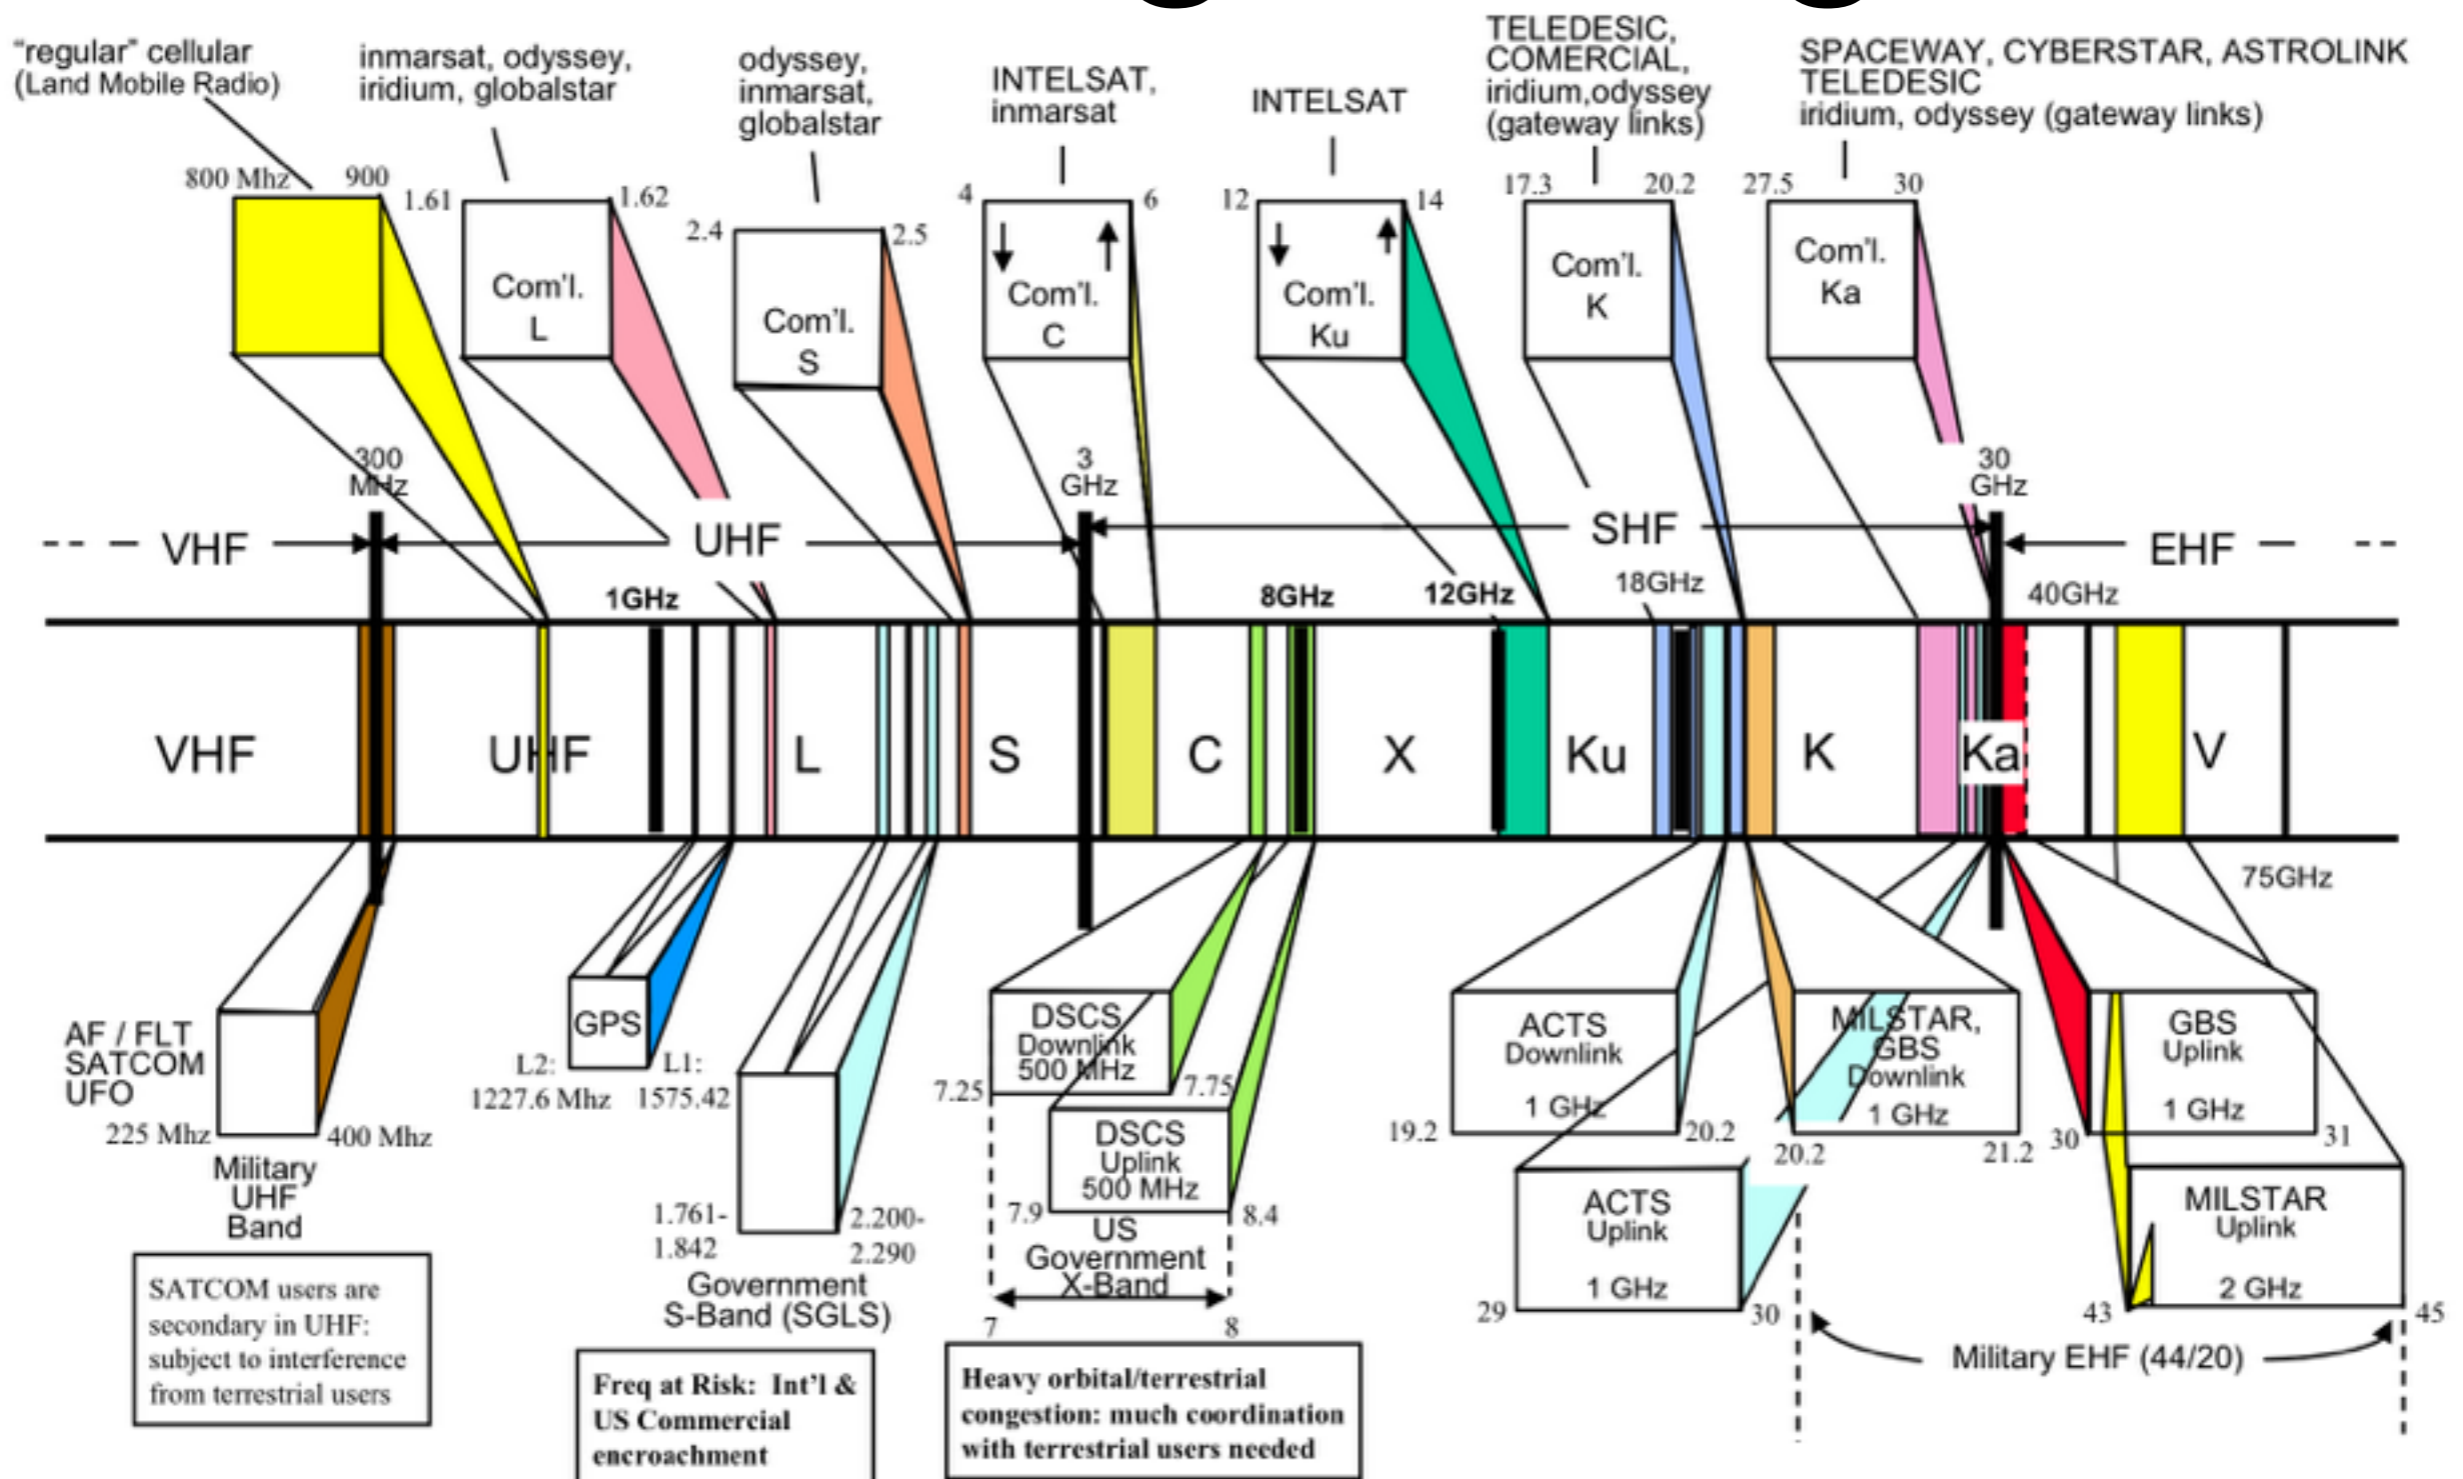 "regular" cellular
(Land Mobile Radio)
inmarsat, odyssey,
iridium, globalstar
odyssey,
inmarsat,
globalstar
INTELSAT,
inmarsat
INTELSAT
TELEDESIC,
COMERCIAL,
iridium,odyssey
(gateway links)
SPACEWAY, CYBERSTAR, ASTROLINK
TELEDESIC
iridium, odyssey (gateway links)
800 Mhz
900
1.61
1.62
Com'l.
L
2.4
2.5
Com'l.
S
4
6
Com'l.
C
12
14
Com'l.
Ku
17.3
20.2
Com'l.
K
27.5
30
Com'l.
Ka
300
MHz
3
GHz
30
GHz
VHF
UHF
SHF
EHF
1GHz
8GHz
12GHz
18GHz
40GHz
VHF
UHF
L
S
C
X
Ku
K
Ka
V
75GHz
AF / FLT
SATCOM
UFO
225 Mhz
400 Mhz
Military
UHF
Band
SATCOM users are
secondary in UHF:
subject to interference
from terrestrial users
GPS
L2:
1227.6 Mhz
L1:
1575.42
1.761-
1.842
2.200-
2.290
Government
S-Band (SGLS)
Freq at Risk: Int'l &
US Commercial
encroachment
DSCS
Downlink
500 MHz
7.25
7.75
DSCS
Uplink
500 MHz
7.9
8.4
US
Government
X-Band
7
8
Heavy orbital/terrestrial
congestion: much coordination
with terrestrial users needed
ACTS
Downlink
1 GHz
19.2
20.2
MILSTAR,
GBS
Downlink
1 GHz
20.2
21.2
GBS
Uplink
1 GHz
30
31
ACTS
Uplink
1 GHz
29
30
MILSTAR
Uplink
2 GHz
43
45
Military EHF (44/20)